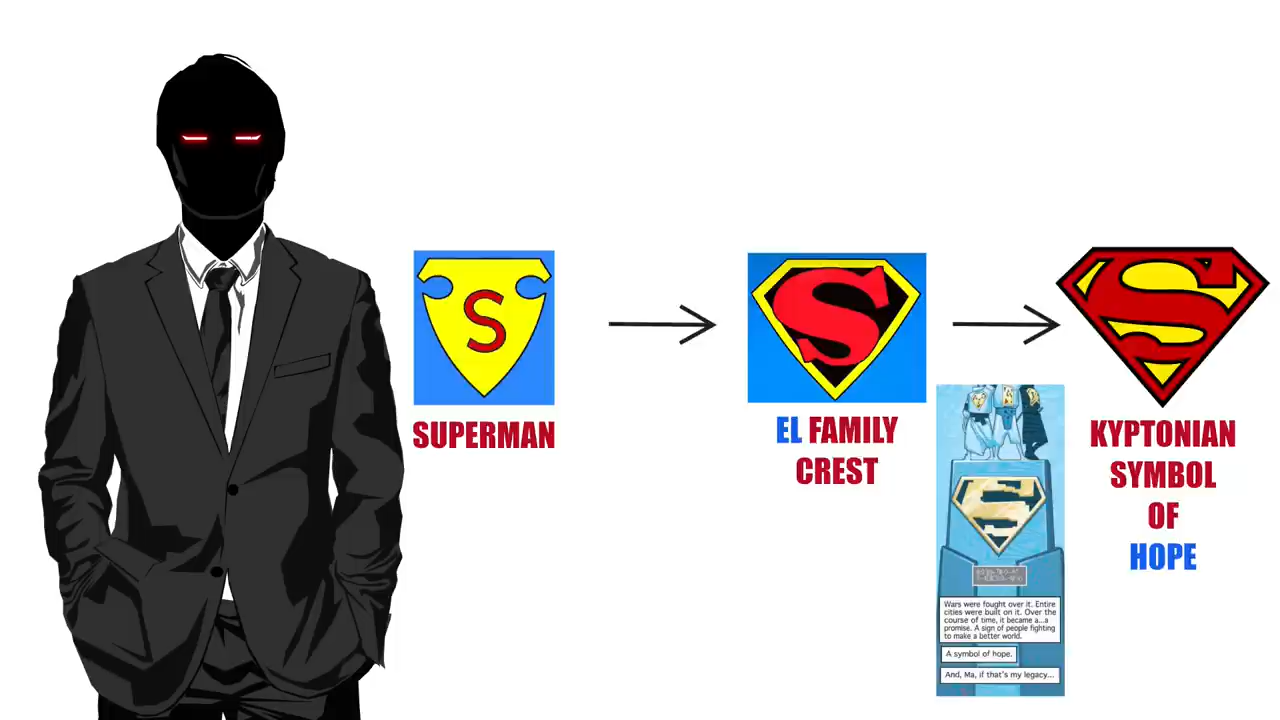 S
SUPERMAN
S
EL FAMILY
CREST
S
KYPTONIAN
SYMBOL
OF
HOPE
S
Wars were fought over it. Entire
cities were built on it. Over the
course of time, it became a...a
promise. A sign of people fighting
to make a better world.
A symbol of hope.
And, Ma, if that's my legacy...